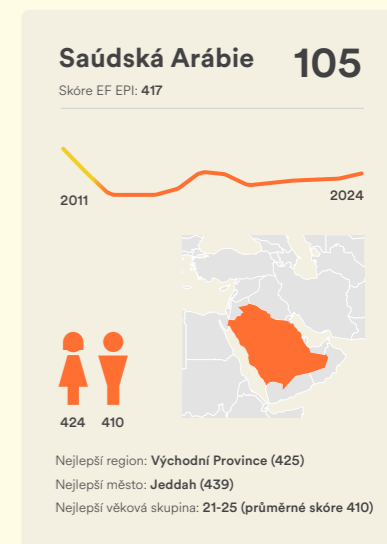 Saúdská Arábie 105
Skóre EF EPI: 417
2011 2024
424 410
Nejlepší region: Východní Province (425)
Nejlepší město: Jeddah (439)
Nejlepší věková skupina: 21-25 (průměrné skóre 410)